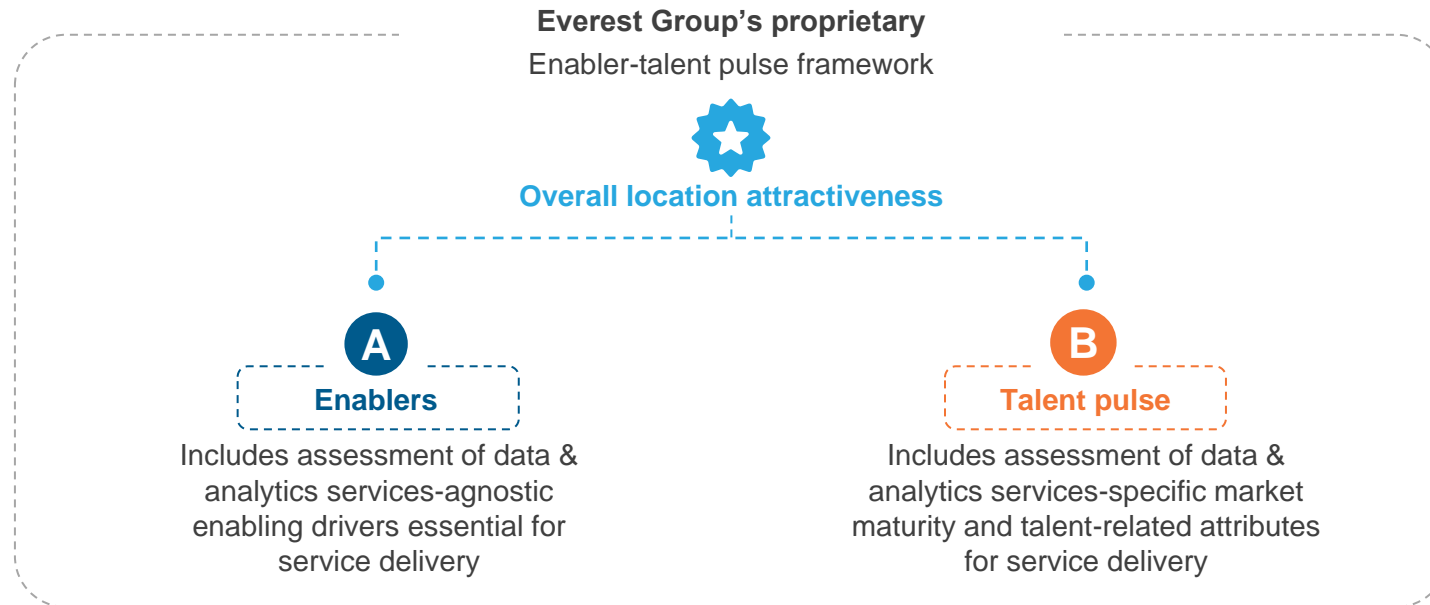 Everest Group’s proprietary
Enabler-talent pulse framework
Overall location attractiveness
A
Enablers
Includes assessment of data &
analytics services-agnostic
enabling drivers essential for
service delivery
B
Talent pulse
Includes assessment of data &
analytics services-specific market
maturity and talent-related attributes
for service delivery